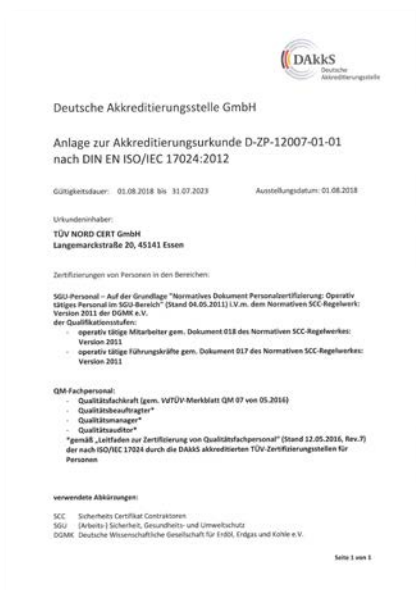 DAkkS
Deutsche
Akkreditierungsstelle
Deutsche Akkreditierungsstelle GmbH
Anlage zur Akkreditierungsurkunde D-ZP-12007-01-01
nach DIN EN ISO/IEC 17024:2012
Gültigkeitsdauer: 01.08.2018 bis 31.07.2023 Ausstellungsdatum: 01.08.2018
Urkundeninhaber:
TÜV NORD CERT GmbH
Langemarckstraße 20, 45141 Essen
Zertifizierungen von Personen in den Bereichen:
SGU-Personal – Auf der Grundlage "Normatives Dokument Personalzertifizierung: Operativ
tätiges Personal im SGU-Bereich" (Stand 04.05.2011) i.V.m. dem Normativen SCC-Regelwerk:
Version 2011 der DGMK e.V.
der Qualifikationsstufen:
- operativ tätige Mitarbeiter gem. Dokument 018 des Normativen SCC-Regelwerkes:
Version 2011
- operativ tätige Führungskräfte gem. Dokument 017 des Normativen SCC-Regelwerkes:
Version 2011
QM-Fachpersonal:
- Qualitätsfachkraft (gem. VdTÜV-Merkblatt QM 07 von 05.2016)
- Qualitätsbeauftragter*
- Qualitätsmanager*
- Qualitätsauditor*
*gemäß „Leitfaden zur Zertifizierung von Qualitätsfachpersonal" (Stand 12.05.2016, Rev.7)
der nach ISO/IEC 17024 durch die DAkkS akkreditierten TÜV-Zertifizierungsstellen für
Personen
verwendete Abkürzungen:
SCC Sicherheits Certifikat Contraktoren
SGU (Arbeits-) Sicherheit, Gesundheits- und Umweltschutz
DGMK Deutsche Wissenschaftliche Gesellschaft für Erdöl, Erdgas und Kohle e.V.
Seite 1 von 1